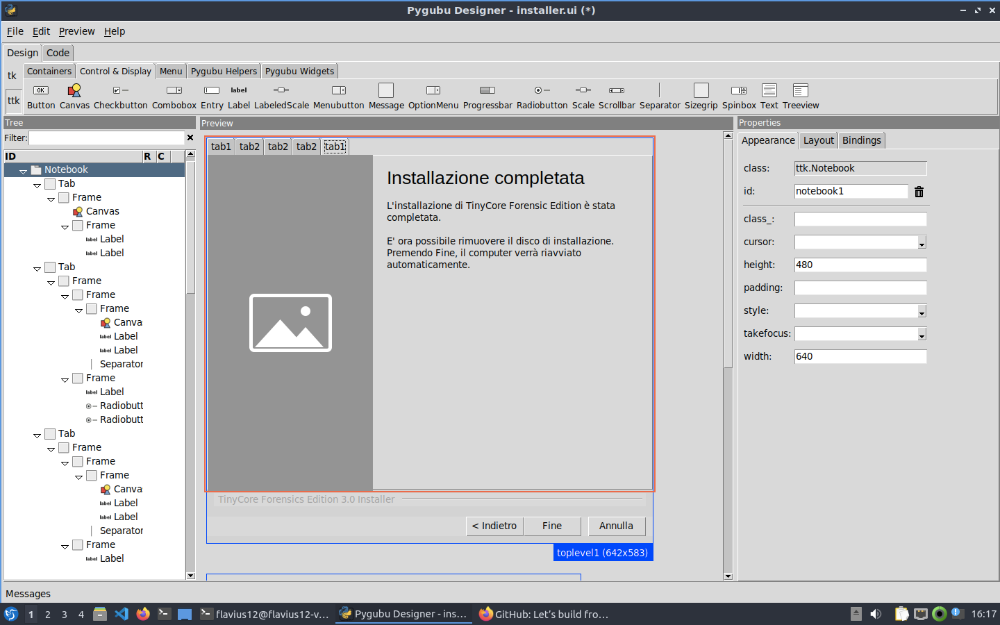 Pygubu Designer - installer.ui (*)
File Edit Preview Help
Design Code
tk
ttk
Containers Control & Display Menu Pygubu Helpers Pygubu Widgets
OK label
Button Canvas Checkbutton Combobox Entry Label LabeledScale Menubutton Message OptionMenu Progressbar Radiobutton Scale Scrollbar Separator Sizegrip Spinbox Text Treeview
Tree
Filter:
ID R C
Notebook
Tab
Frame
Canvas
Frame
label Label
label Label
Tab
Frame
Frame
Frame
Canva
label Label
label Label
Separator
Frame
label Label
Radiobutt
Radiobutt
Tab
Frame
Frame
Frame
Canva
label Label
label Label
Separator
Frame
label Label
Preview
tab1 tab2 tab2 tab2 tab1
Installazione completata
L'installazione di TinyCore Forensic Edition è stata
completata.
E' ora possibile rimuovere il disco di installazione.
Premendo Fine, il computer verrà riavviato
automaticamente.
TinyCore Forensics Edition 3.0 Installer
< Indietro Fine Annulla
toplevel1 (642x583)
Properties
Appearance Layout Bindings
class: ttk.Notebook
id: notebook1
class_:
cursor:
height: 480
padding:
style:
takefocus:
width: 640
Messages
1 2 3 4 flavius12@flavius12-v... Pygubu Designer - ins... GitHub: Let's build fro... 16:17